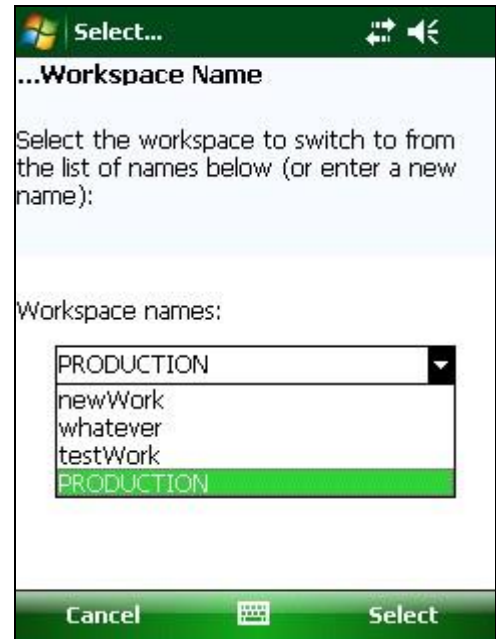 Select...
...Workspace Name
Select the workspace to switch to from
the list of names below (or enter a new
name):
Workspace names:
PRODUCTION
newWork
whatever
testWork
PRODUCTION
Cancel
Select